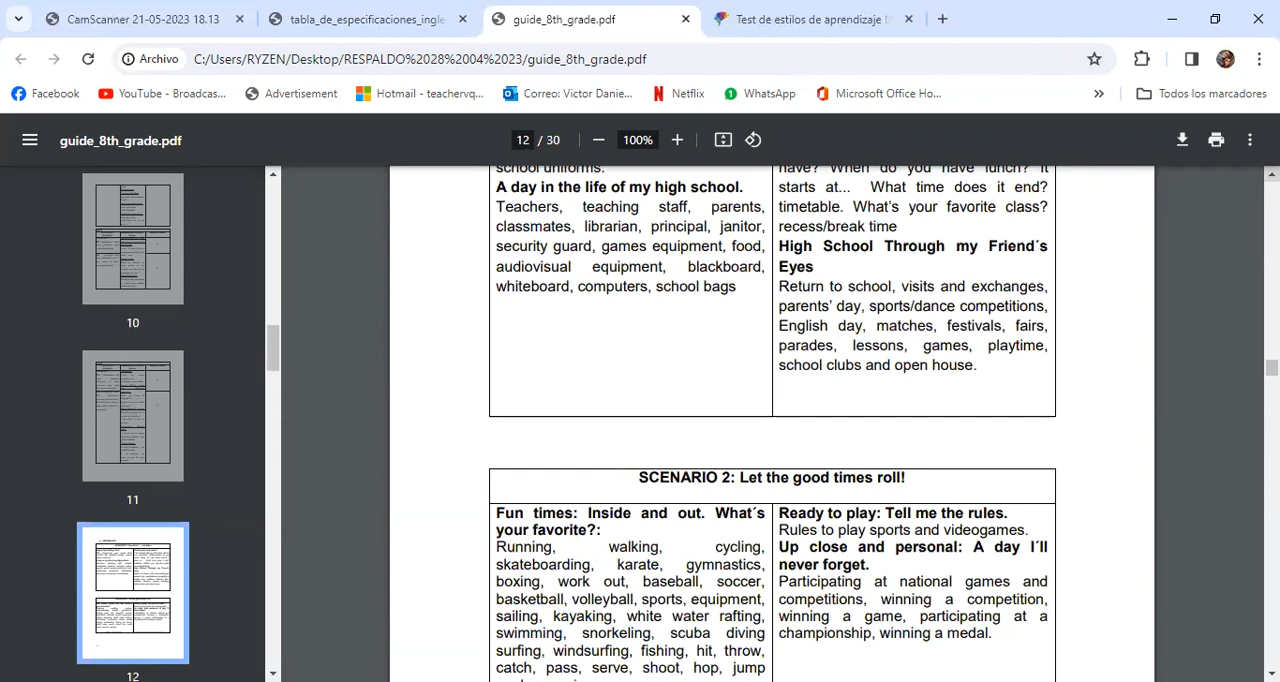 CamScanner 21-05-2023 18.13
tabla_de_especificaciones_ingle
guide_8th_grade.pdf
Test de estilos de aprendizaje
Archivo
C:/Users/RYZEN/Desktop/RESPALDO%2028%2004%2023/guide_8th_grade.pdf
Facebook
YouTube - Broadcas...
Advertisement
Hotmail - teachervq...
Correo: Victor Danie...
Netflix
WhatsApp
Microsoft Office Ho...
»
Todos los marcadores
guide_8th_grade.pdf
12 / 30
100%
10
11
12
school uniforms.
A day in the life of my high school.
Teachers, teaching staff, parents,
classmates, librarian, principal, janitor,
security guard, games equipment, food,
audiovisual equipment, blackboard,
whiteboard, computers, school bags
have? When do you have lunch? It
starts at... What time does it end?
timetable. What's your favorite class?
recess/break time
High School Through my Friend´s
Eyes
Return to school, visits and exchanges,
parents' day, sports/dance competitions,
English day, matches, festivals, fairs,
parades, lessons, games, playtime,
school clubs and open house.
SCENARIO 2: Let the good times roll!
Fun times: Inside and out. What´s
your favorite?:
Running, walking, cycling,
skateboarding, karate, gymnastics,
boxing, work out, baseball, soccer,
basketball, volleyball, sports, equipment,
sailing, kayaking, white water rafting,
swimming, snorkeling, scuba diving
surfing, windsurfing, fishing, hit, throw,
catch, pass, serve, shoot, hop, jump
Ready to play: Tell me the rules.
Rules to play sports and videogames.
Up close and personal: A day I´ll
never forget.
Participating at national games and
competitions, winning a competition,
winning a game, participating at a
championship, winning a medal.